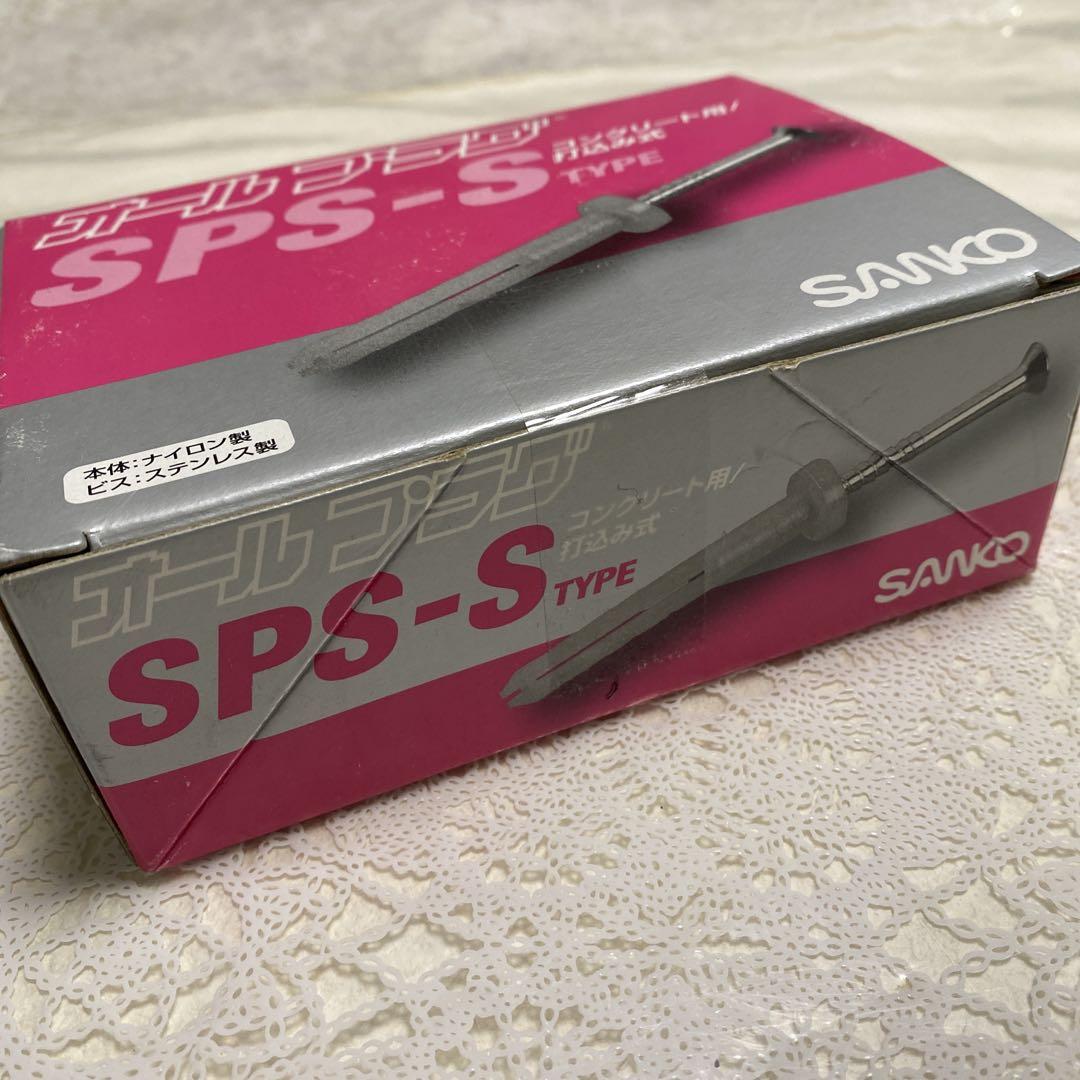 オールプラグ
コンクリート用/
打込み式
SPS-S TYPE
SANKO
本体:ナイロン製
ビス:ステンレス製
オールプラグ®
コンクリート用/
打込み式
SPS-S TYPE
SANKO